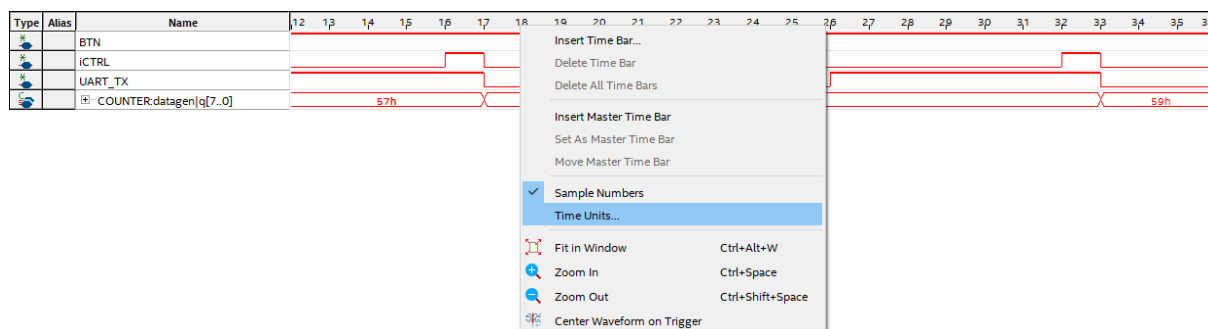 Type Alias Name 12 13 14 15 16 17 18 19 20 21 22 23 24 25 26 27 28 29 30 31 32 33 34 35
BTN
iCTRL
UART_TX
COUNTER:datagen|q[7..0] 57h 59h
Insert Time Bar...
Delete Time Bar
Delete All Time Bars
Insert Master Time Bar
Set As Master Time Bar
Move Master Time Bar
Sample Numbers
Time Units...
Fit in Window Ctrl+Alt+W
Zoom In Ctrl+Space
Zoom Out Ctrl+Shift+Space
Center Waveform on Trigger